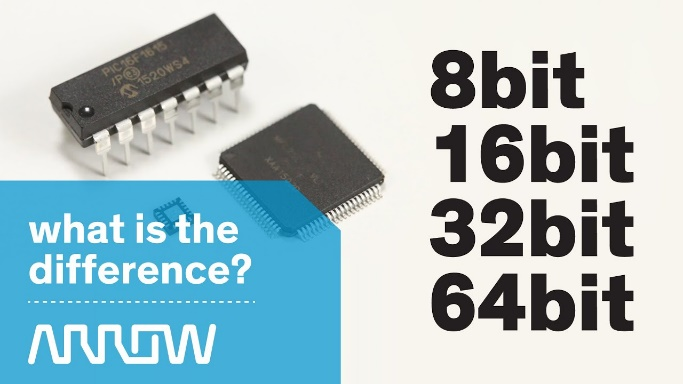 PIC16F1615
/P
1520WS4
what is the
difference?
ARROW
8bit
16bit
32bit
64bit